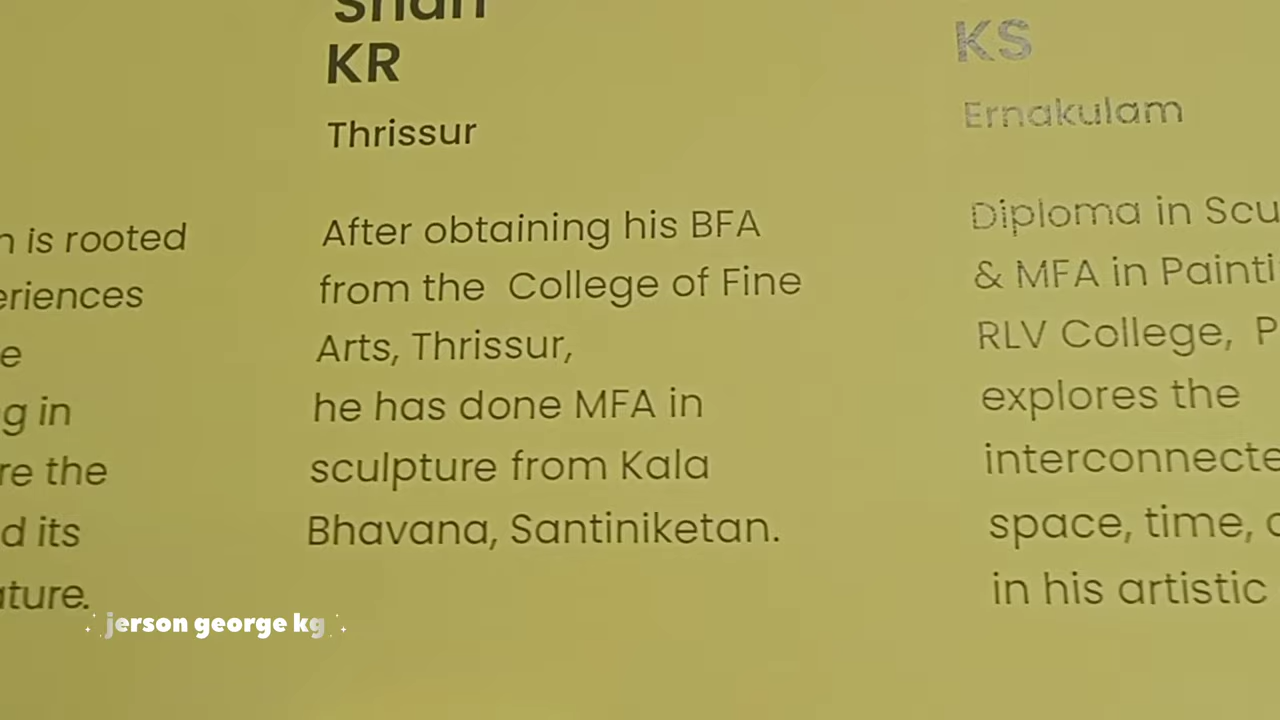 n is rooted
eriences
e
g in
re the
d its
ature.
Shan
KR
Thrissur
After obtaining his BFA
from the College of Fine
Arts, Thrissur,
he has done MFA in
sculpture from Kala
Bhavana, Santiniketan.
KS
Ernakulam
Diploma in Scu
& MFA in Painti
RLV College, P
explores the
interconnecte
space, time, 
in his artistic
jerson george kg